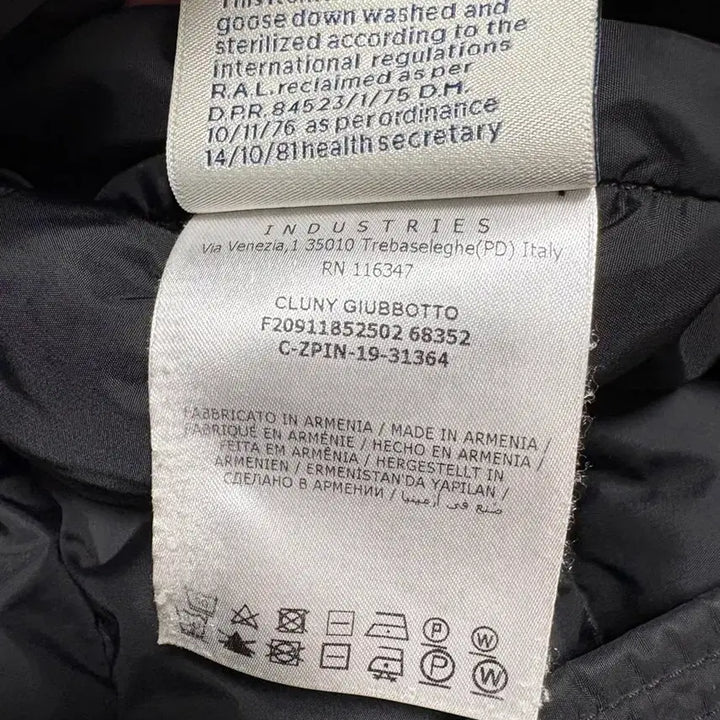 goose down washed and
sterilized according to the
international regulations
R.A.L. reclaimed as per
D.P.R. 84523/1/75 D.M.
10/11/76 as per ordinance
14/10/81 health secretary
INDUSTRIES
Via Venezia,1 35010 Trebaseleghe(PD) Italy
RN 116347
CLUNY GIUBBOTTO
F20911B52502 68352
C-ZPIN-19-31364
FABBRICATO IN ARMENIA / MADE IN ARMENIA /
FABRIQUÉ EN ARMÉNIE / HECHO EN ARMENIA /
FEITA EM ARMÊNIA / HERGESTELLT IN
ARMENIEN / ERMENISTAN'DA YAPILAN /
СДЕЛАНО В АРМЕНИИ / صنع في أرمينيا
P W
P W